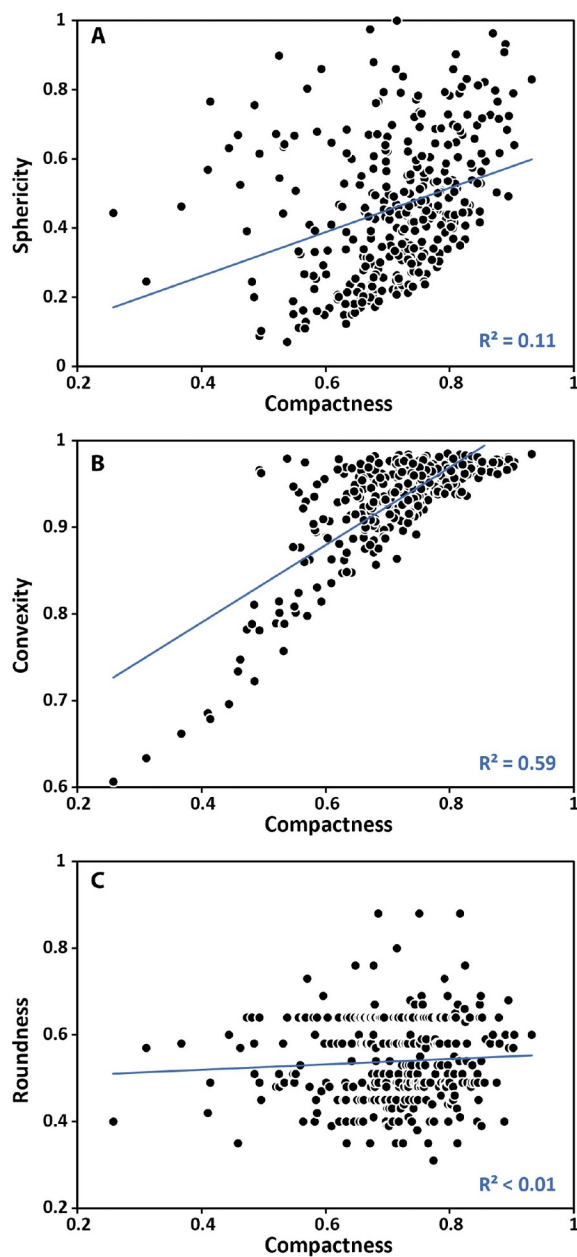 A
1
0.8
0.6
0.4
0.2
0
Sphericity
R² = 0.11
0.2 0.4 0.6 0.8 1
Compactness
B
1
0.9
0.8
0.7
0.6
Convexity
R² = 0.59
0.2 0.4 0.6 0.8 1
Compactness
C
1
0.8
0.6
0.4
0.2
Roundness
R² < 0.01
0.2 0.4 0.6 0.8 1
Compactness